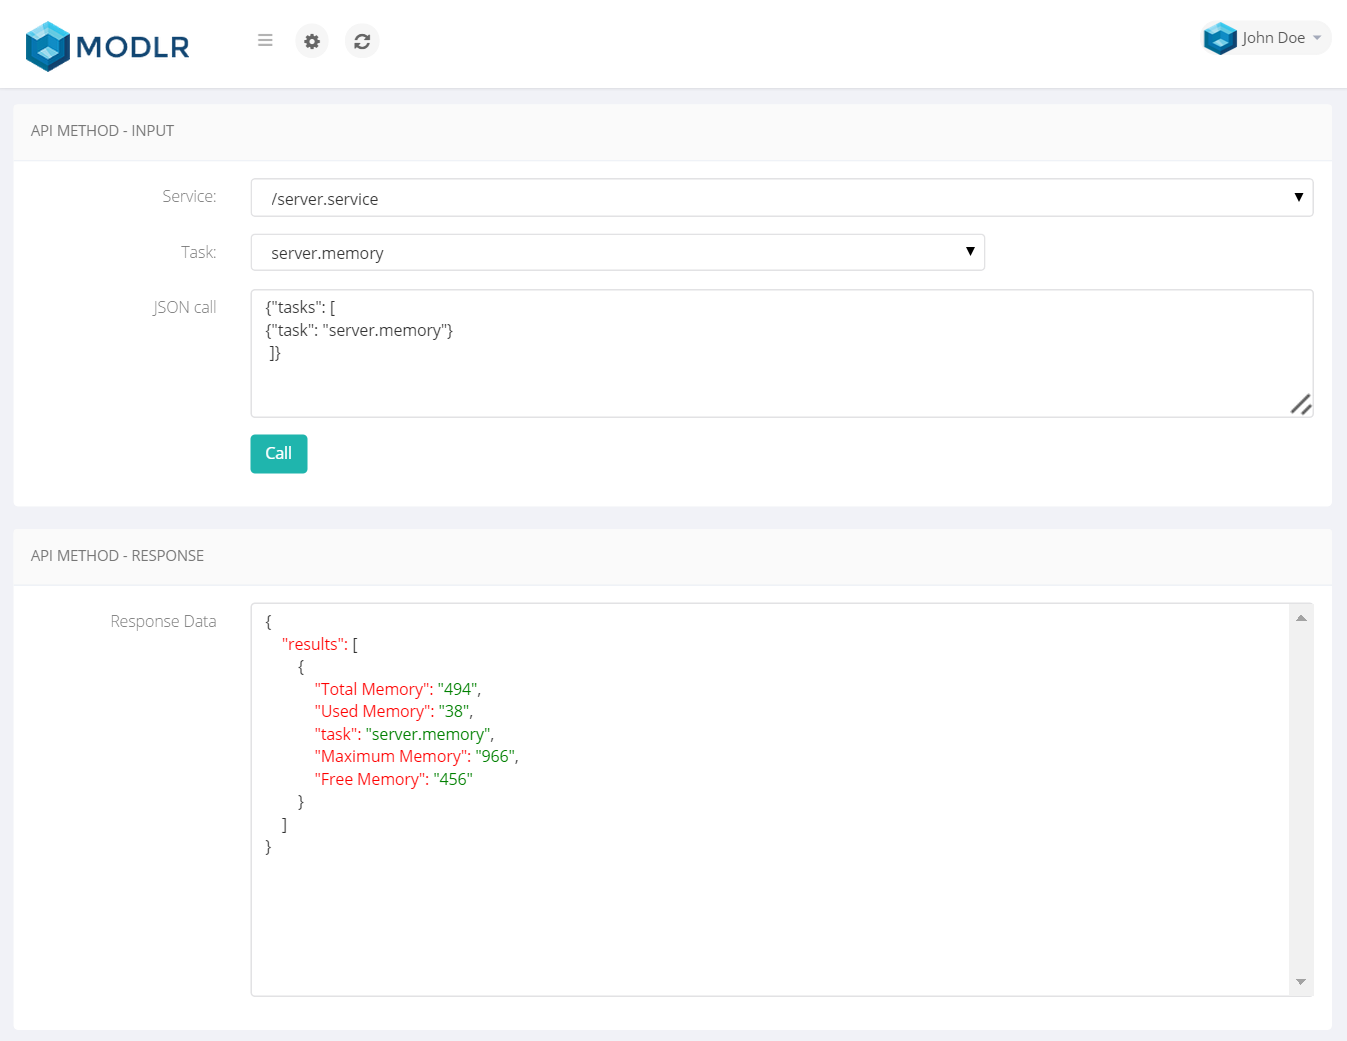 MODLR
John Doe
API METHOD - INPUT
Service:
/server.service
Task:
server.memory
JSON call
{"tasks": [
{"task": "server.memory"}
]}
Call
API METHOD - RESPONSE
Response Data
{
"results": [
{
"Total Memory": "494",
"Used Memory": "38",
"task": "server.memory",
"Maximum Memory": "966",
"Free Memory": "456"
}
]
}